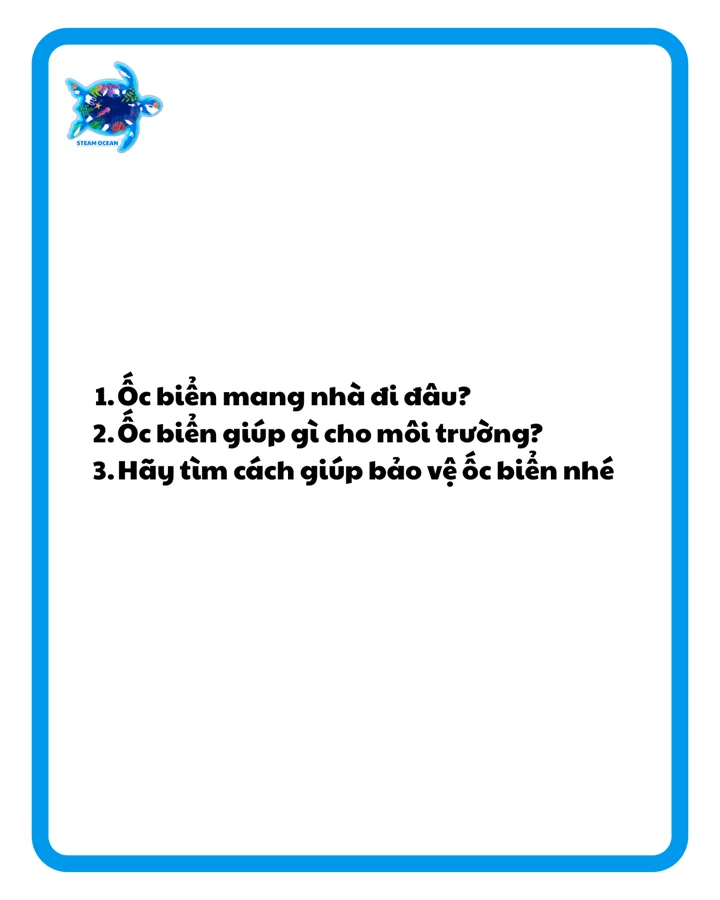 STEAM OCEAN
1. Ốc biển mang nhà đi đâu?
2. Ốc biển giúp gì cho môi trường?
3. Hãy tìm cách giúp bảo vệ ốc biển nhé